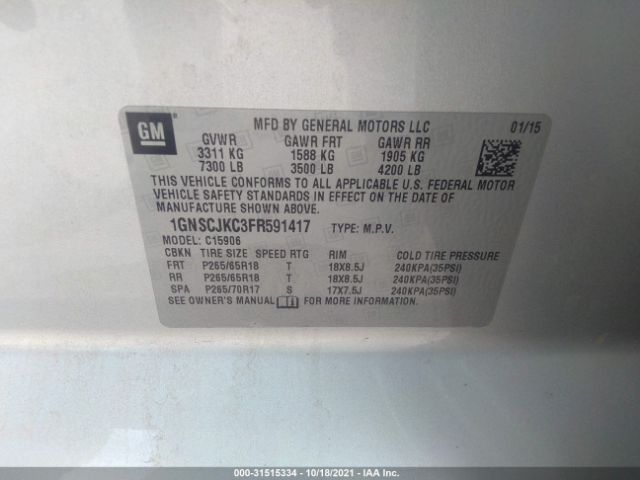 GM
MFD BY GENERAL MOTORS LLC 01/15
GVWR GAWR FRT GAWR RR
3311 KG 1588 KG 1905 KG
7300 LB 3500 LB 4200 LB
THIS VEHICLE CONFORMS TO ALL APPLICABLE U.S. FEDERAL MOTOR
VEHICLE SAFETY STANDARDS IN EFFECT ON THE DATE OF
MANUFACTURE SHOWN ABOVE.
1GNSCJKC3FR591417 TYPE: M.P.V.
MODEL: C15906
CBKN TIRE SIZE SPEED RTG RIM COLD TIRE PRESSURE
FRT P265/65R18 T 18X8.5J 240KPA(35PSI)
RR P265/65R18 T 18X8.5J 240KPA(35PSI)
SPA P265/70R17 S 17X7.5J 240KPA(35PSI)
SEE OWNER'S MANUAL FOR MORE INFORMATION.
000-31515334 | 10/18/2021 | IAA Inc.